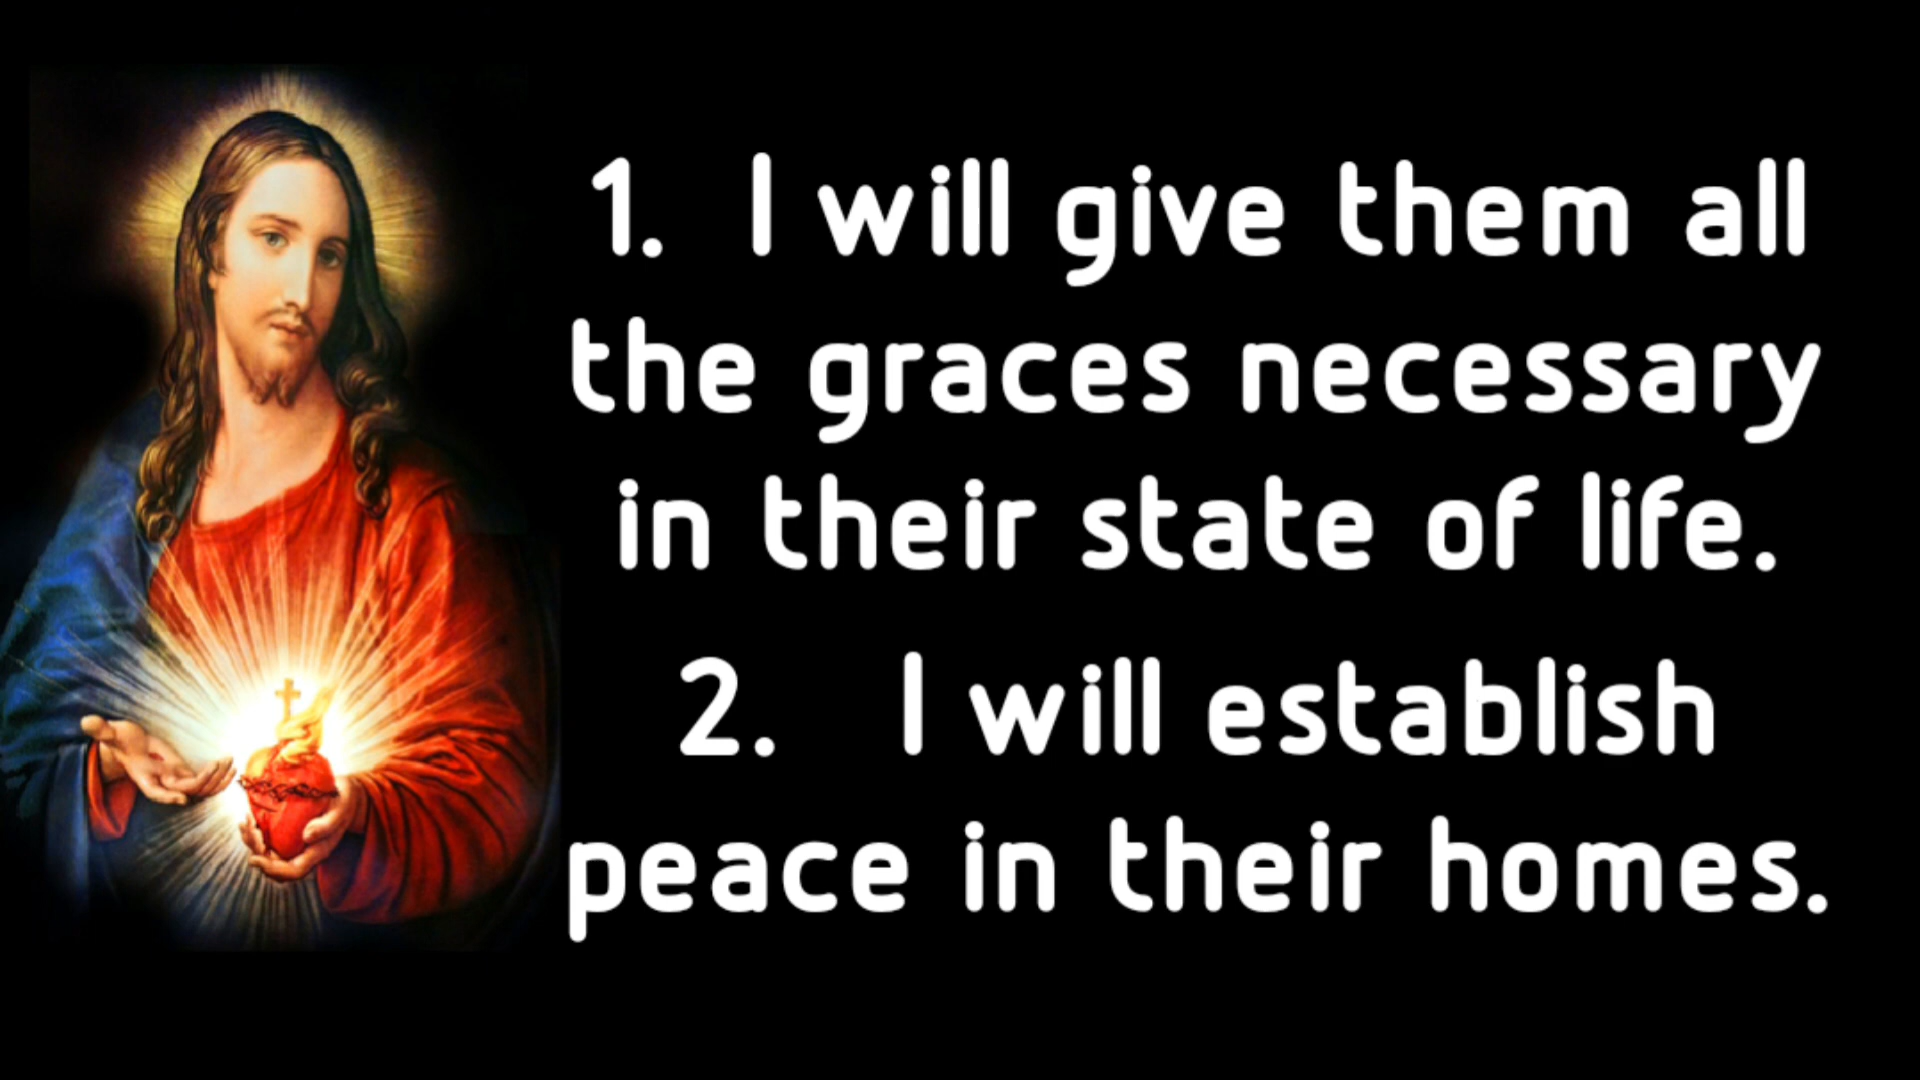 1. I will give them all
the graces necessary
in their state of life.
2. I will establish
peace in their homes.